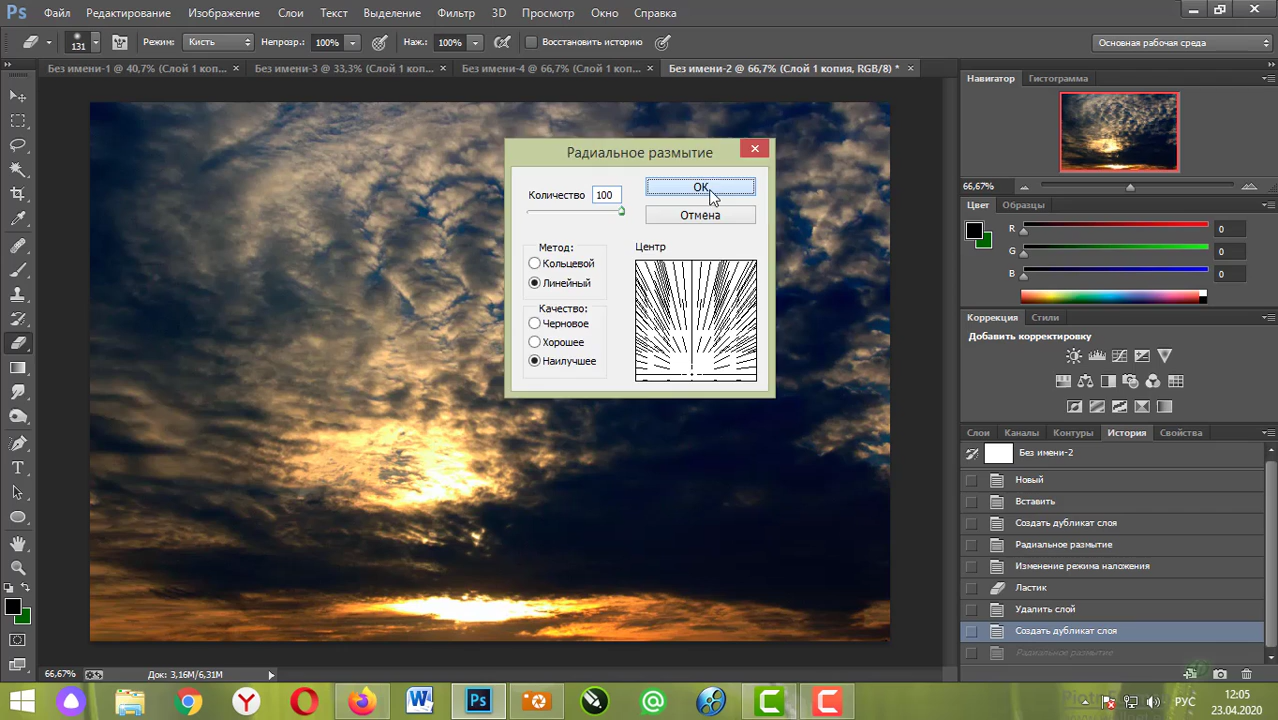 Ps Файл Редактирование Изображение Слои Текст Выделение Фильтр 3D Просмотр Окно Справка
131 Режим: Кисть Непрозр.: 100% Наж.: 100% Восстановить историю Основная рабочая среда
Без имени-1 @ 40,7% (Слой 1 коп... × Без имени-3 @ 33,3% (Слой 1 коп... × Без имени-4 @ 66,7% (Слой 1 коп... × Без имени-2 @ 66,7% (Слой 1 копия, RGB/8) * ×
Навигатор Гистограмма
66,67%
Цвет Образцы
R 0
G 0
B 0
Коррекция Стили
Добавить корректировку
Слои Каналы Контуры История Свойства
Без имени-2
Новый
Вставить
Создать дубликат слоя
Радиальное размытие
Изменение режима наложения
Ластик
Удалить слой
Создать дубликат слоя
Радиальное размытие
Радиальное размытие
Количество 100
OK
Отмена
Метод:
Кольцевой
Линейный
Качество:
Черновое
Хорошее
Наилучшее
Центр
66,67% Док: 3,16M/6,31M
Ps
РУС
12:05
23.04.2020